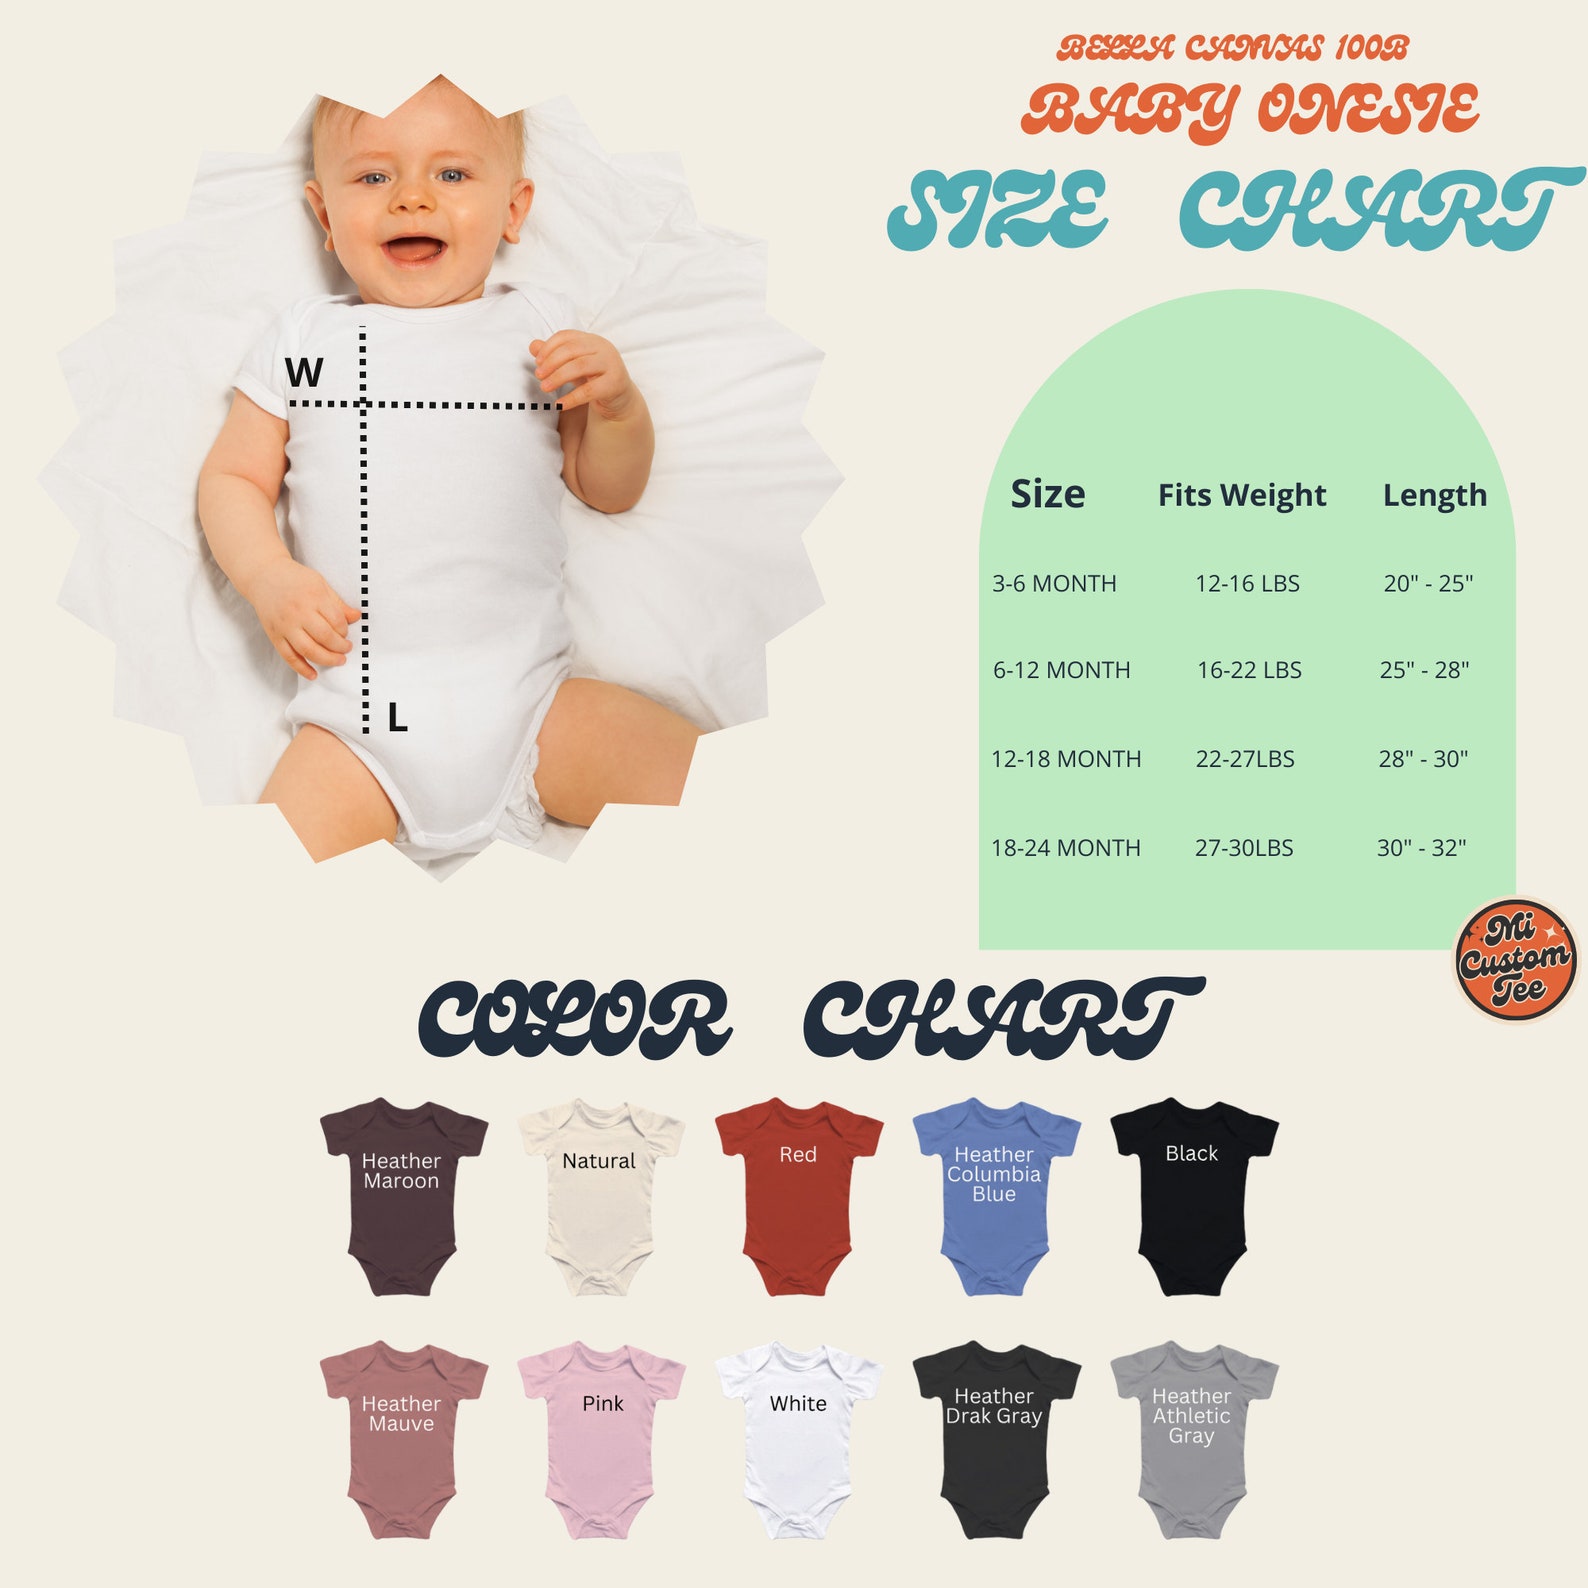 BELLA CANVAS 100B
BABY ONESIE
SIZE CHART
W
L
Size Fits Weight Length
3-6 MONTH 12-16 LBS 20" - 25"
6-12 MONTH 16-22 LBS 25" - 28"
12-18 MONTH 22-27LBS 28" - 30"
18-24 MONTH 27-30LBS 30" - 32"
Mi
Custom
Tee
COLOR CHART
Heather
Maroon
Natural
Red
Heather
Columbia
Blue
Black
Heather
Mauve
Pink
White
Heather
Drak Gray
Heather
Athletic
Gray